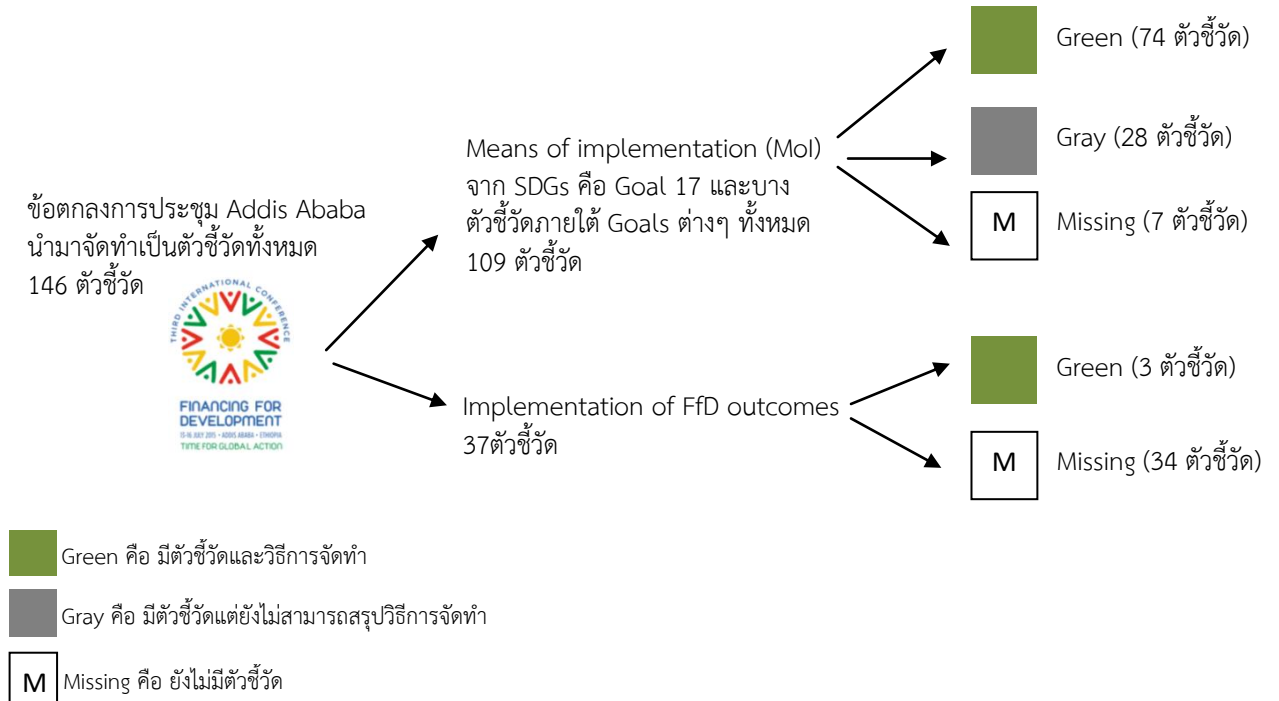 ข้อตกลงการประชุม Addis Ababa
นำมาจัดทำเป็นตัวชี้วัดทั้งหมด
146 ตัวชี้วัด
THIRD INTERNATIONAL CONFERENCE
FINANCING FOR
DEVELOPMENT
13-16 JULY 2015 • ADDIS ABABA • ETHIOPIA
TIME FOR GLOBAL ACTION
Means of implementation (MoI)
จาก SDGs คือ Goal 17 และบาง
ตัวชี้วัดภายใต้ Goals ต่างๆ ทั้งหมด
109 ตัวชี้วัด
Green (74 ตัวชี้วัด)
Gray (28 ตัวชี้วัด)
M Missing (7 ตัวชี้วัด)
Implementation of FfD outcomes
37ตัวชี้วัด
Green (3 ตัวชี้วัด)
M Missing (34 ตัวชี้วัด)
Green คือ มีตัวชี้วัดและวิธีการจัดทำ
Gray คือ มีตัวชี้วัดแต่ยังไม่สามารถสรุปวิธีการจัดทำ
M Missing คือ ยังไม่มีตัวชี้วัด